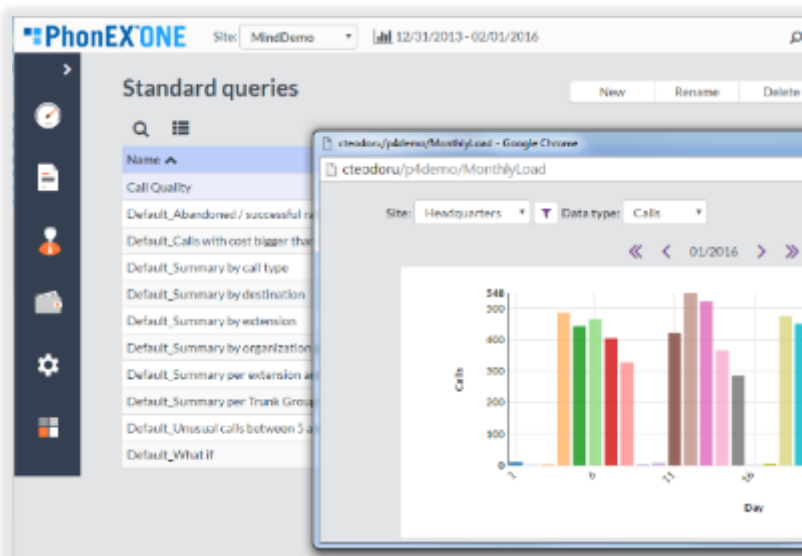 PhonEX ONE
Site: MindDemo 12/31/2013 - 02/01/2016
Standard queries
New Rename Delete
Name
Call Quality
Default_Abandoned / successful ra
Default_Calls with cost bigger than
Default_Summary by call type
Default_Summary by destination
Default_Summary by extension
Default_Summary by organization
Default_Summary per extension an
Default_Summary per Trunk Group
Default_Unusual calls between 5 a
Default_What if
cteodoru/p4demo/MonthlyLoad - Google Chrome
cteodoru/p4demo/MonthlyLoad
Site: Headquarters Data type: Calls
01/2016
548
500
400
300
200
100
0
Calls
1 6 11 16
Day